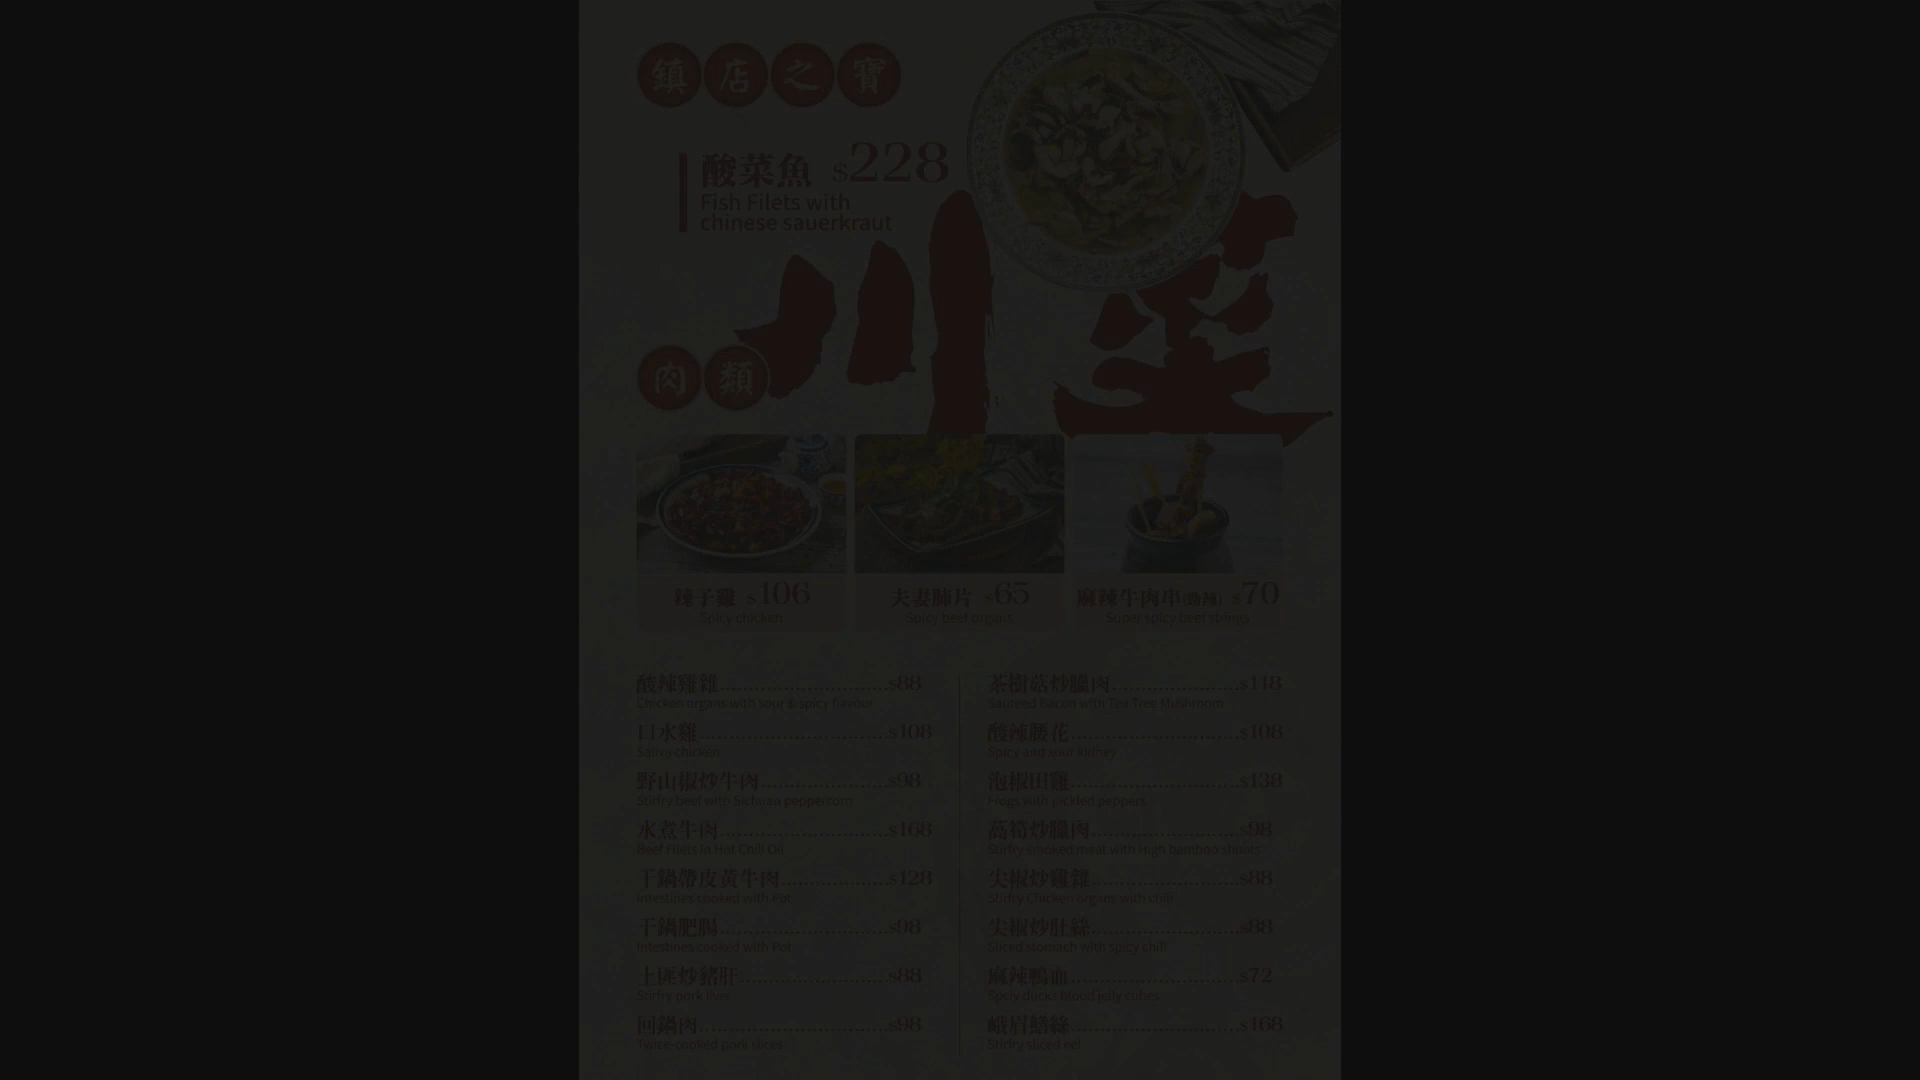 鎮店之寶
酸菜魚 $228
Fish Filets with
chinese sauerkraut
川菜
肉類
辣子雞 $106
Spicy chicken
夫妻肺片 $65
Spicy beef organs
麻辣牛肉串(勁辣) $70
Super spicy beef strings
酸辣雞雜 $88
Chicken organs with sour & spicy flavour
口水雞 $108
Saliva chicken
野山椒炒牛肉 $98
Stirfry beef with Sichuan peppercorn
水煮牛肉 $168
Beef Filets in Hot Chili Oil
干鍋帶皮黃牛肉 $128
Intestines cooked with Pot
干鍋肥腸 $98
Intestines cooked with Pot
土匪炒豬肝 $88
Stirfry pork liver
回鍋肉 $98
Twice-cooked pork slices
茶樹菇炒臘肉 $118
Sauteed bacon with Tea Tree Mushroom
酸辣腰花 $108
Spicy and sour kidney
泡椒田雞 $138
Frogs with pickled peppers
萵筍炒臘肉 $98
Stirfry smoked meat with High bamboo shoots
尖椒炒雞雜 $88
Stirfry Chicken organs with chili
尖椒炒肚絲 $88
Sliced stomach with spicy chili
麻辣鴨血 $72
Spicy ducks blood jelly cubes
峨眉鱔絲 $168
Stirfry sliced eel